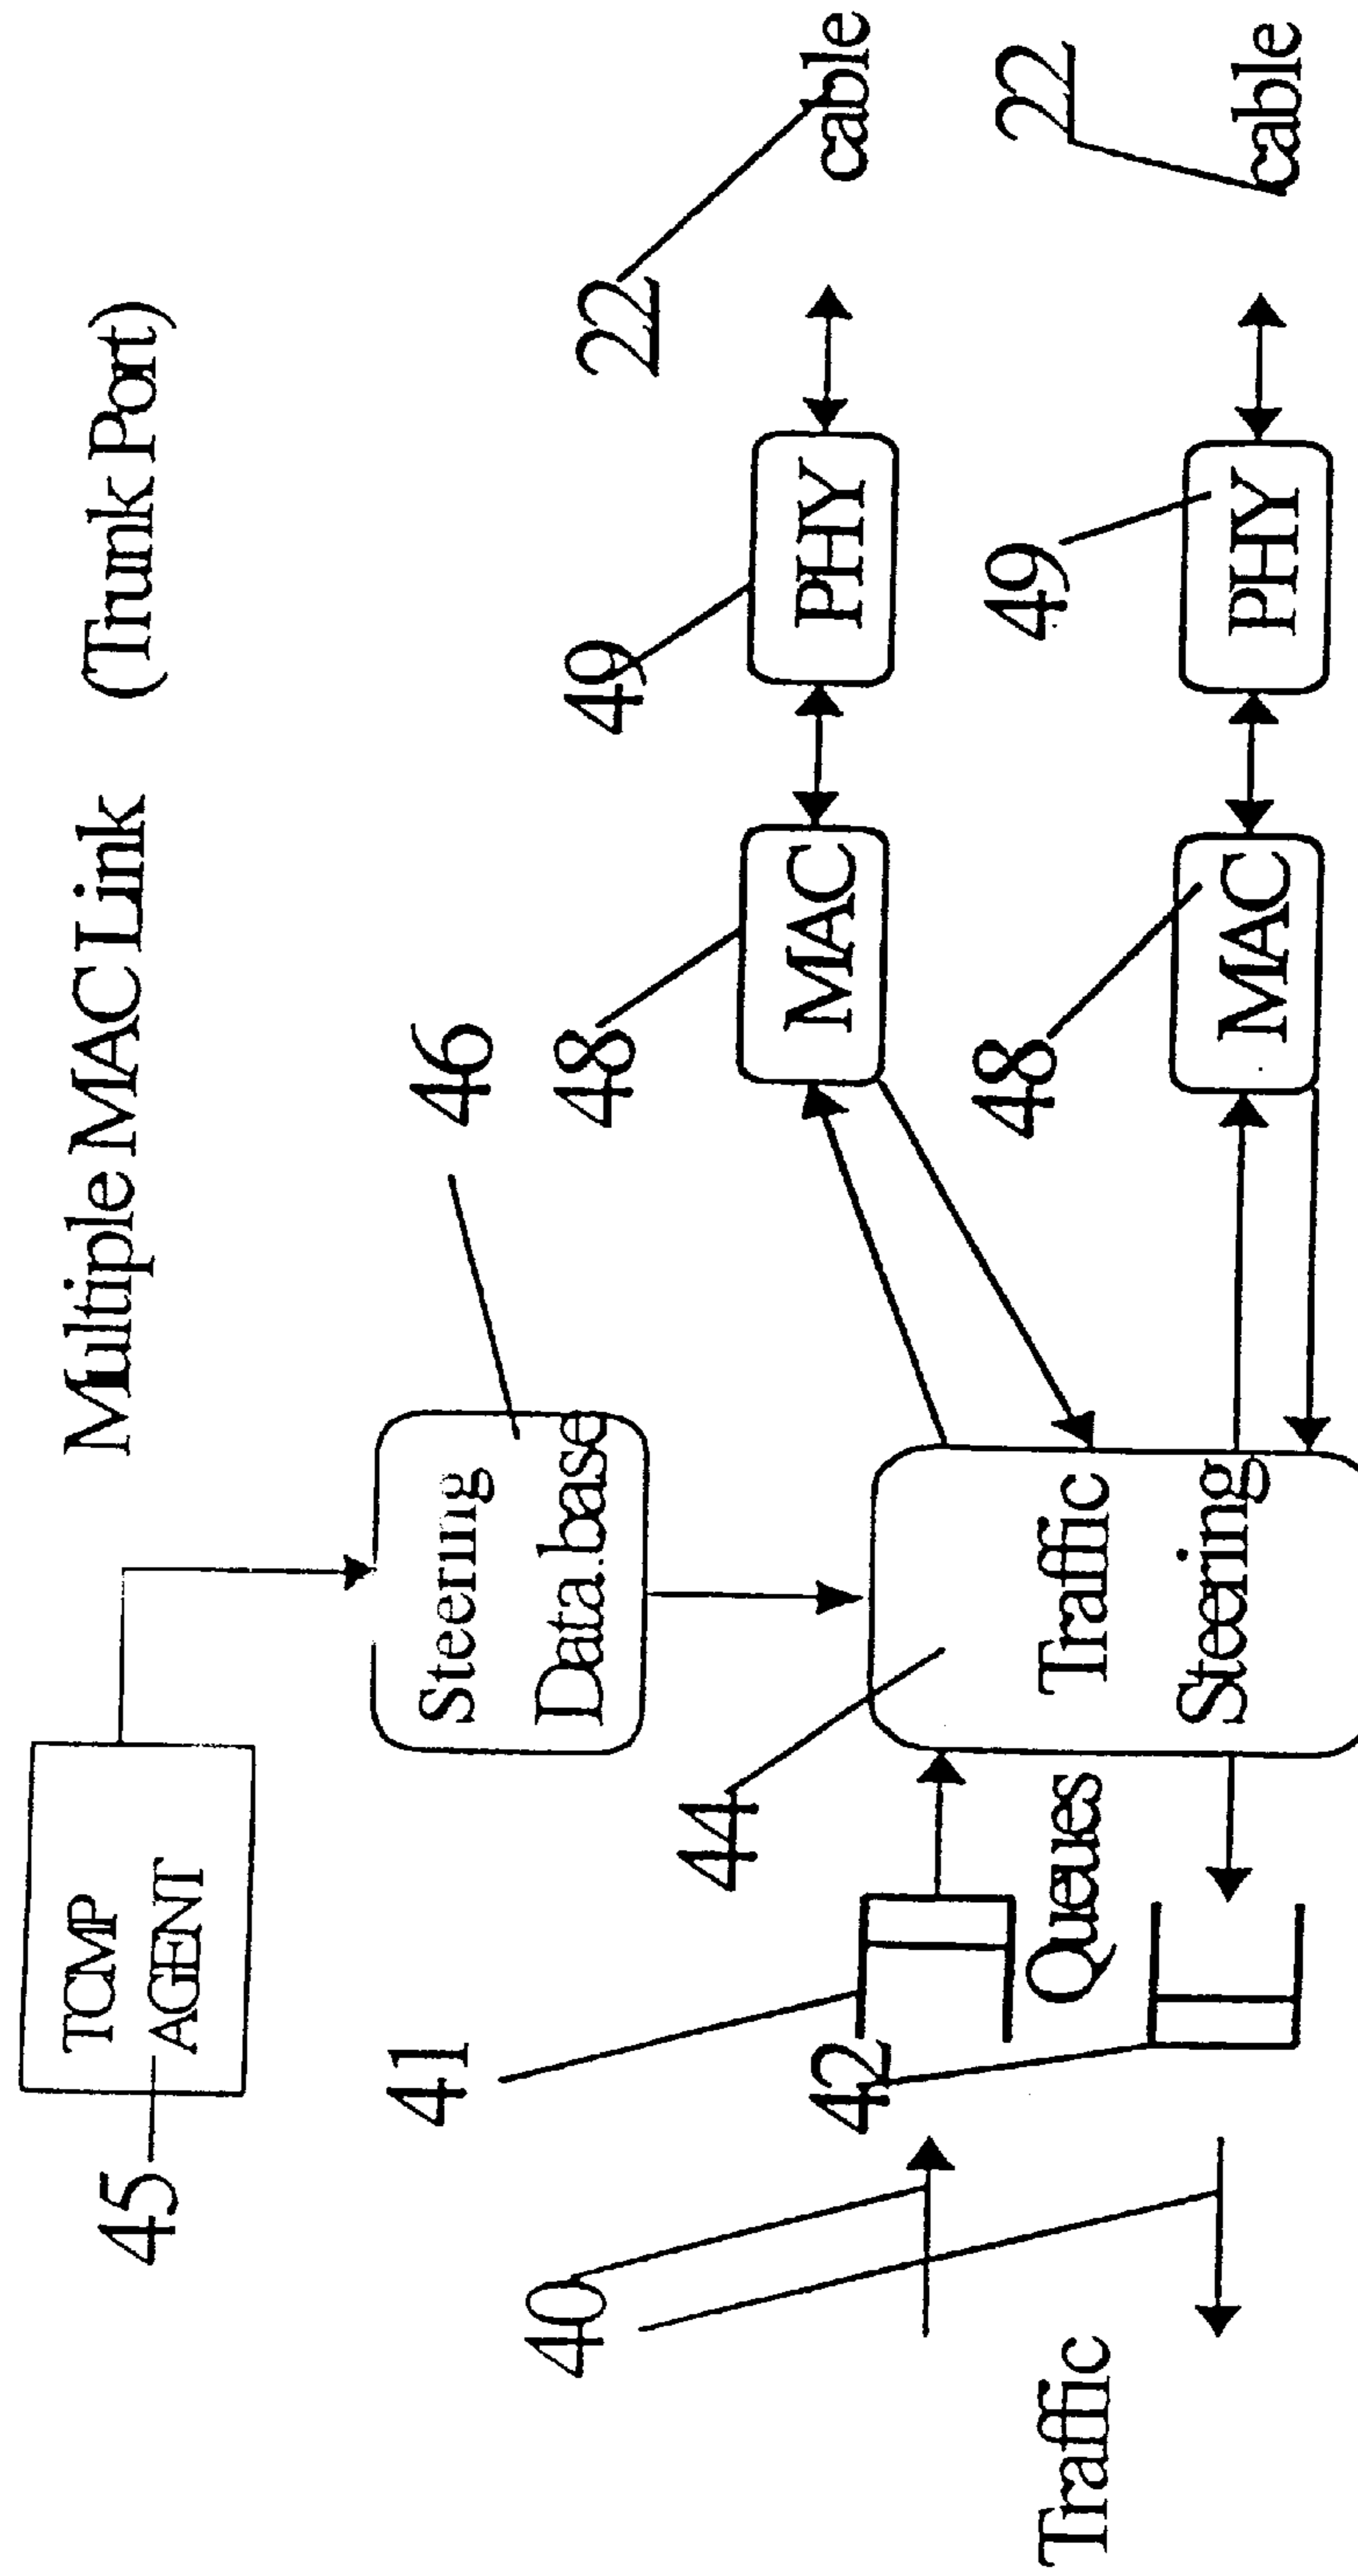 Multiple MAC Link (Trunk Port)
TCMP
AGENT
45
Steering
Data.base
46
41
40
49
22
48
44
Traffic
Steering
42
Queues
MAC
PHY
cable
48
49
22
MAC
PHY
cable
Traffic